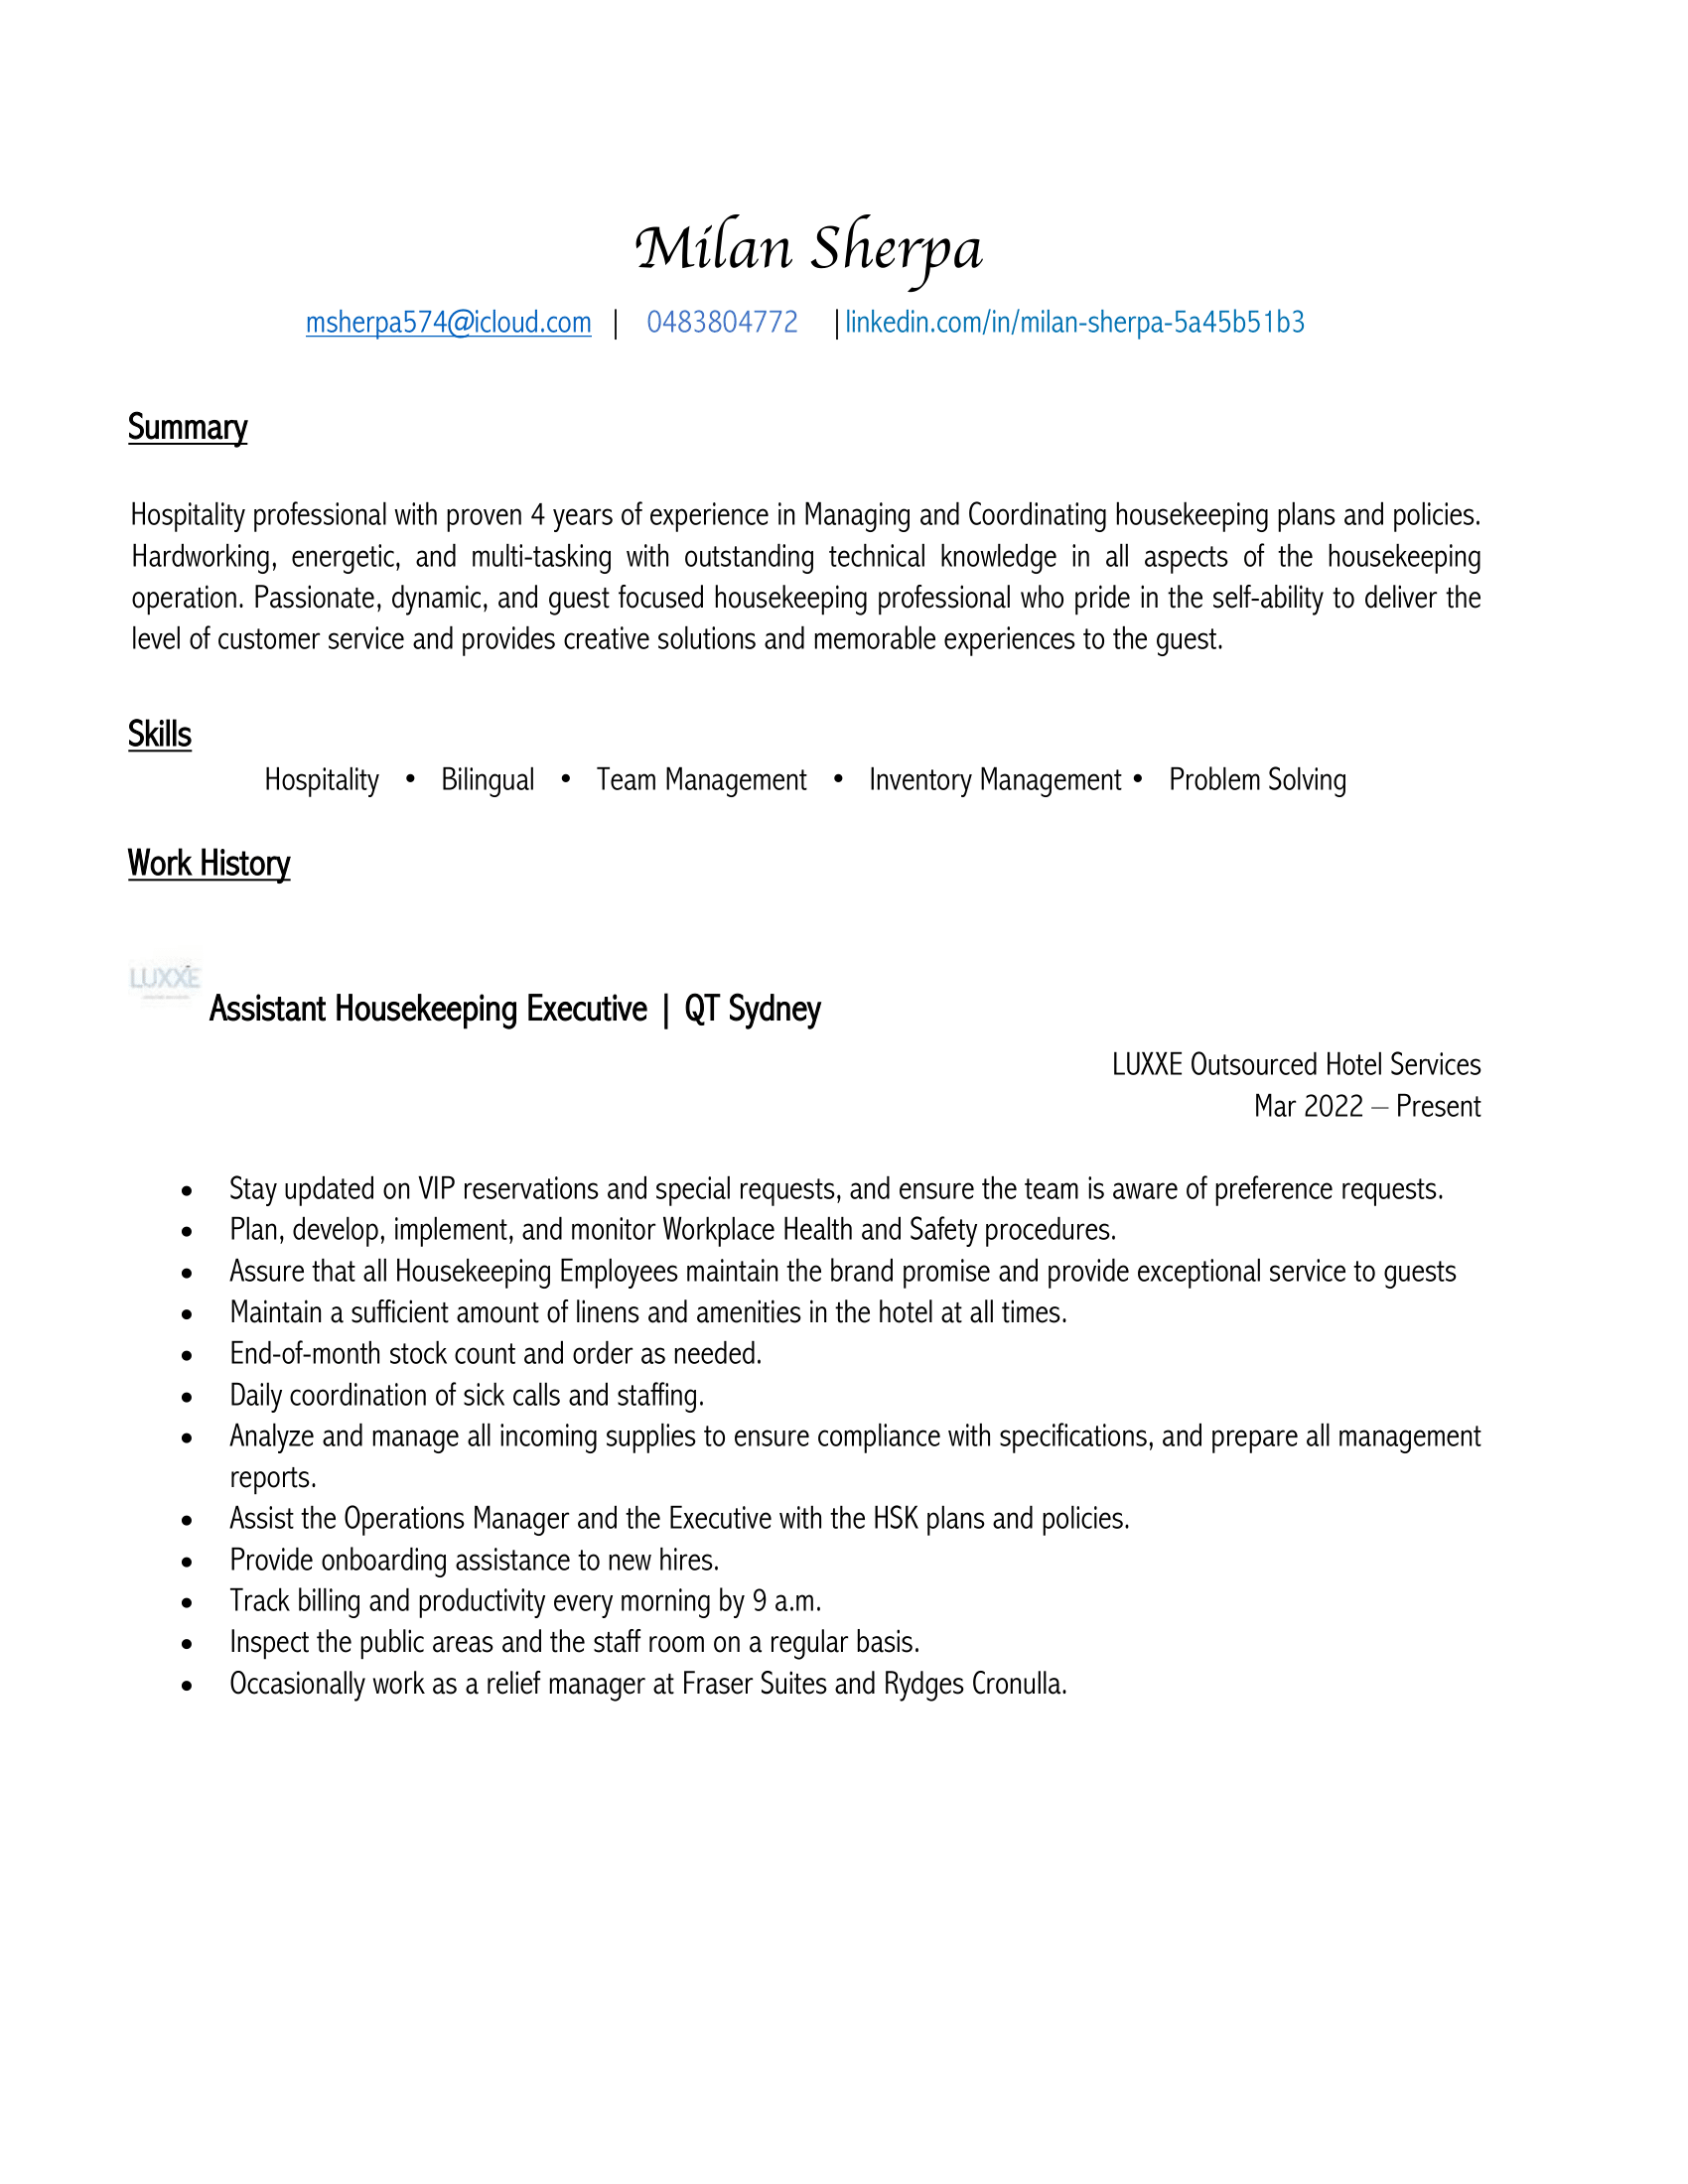 Milan Sherpa
msherpa574@icloud.com | 0483804772 |linkedin.com/in/milan-sherpa-5a45b51b3
Summary
Hospitality professional with proven 4 years of experience in Managing and Coordinating housekeeping plans and policies.
Hardworking, energetic, and multi-tasking with outstanding technical knowledge in all aspects of the housekeeping
operation. Passionate, dynamic, and guest focused housekeeping professional who pride in the self-ability to deliver the
level of customer service and provides creative solutions and memorable experiences to the guest.
Skills
Hospitality • Bilingual • Team Management • Inventory Management • Problem Solving
Work History
LUXXE
Assistant Housekeeping Executive | QT Sydney
LUXXE Outsourced Hotel Services
Mar 2022 – Present
• Stay updated on VIP reservations and special requests, and ensure the team is aware of preference requests.
• Plan, develop, implement, and monitor Workplace Health and Safety procedures.
• Assure that all Housekeeping Employees maintain the brand promise and provide exceptional service to guests
• Maintain a sufficient amount of linens and amenities in the hotel at all times.
• End-of-month stock count and order as needed.
• Daily coordination of sick calls and staffing.
• Analyze and manage all incoming supplies to ensure compliance with specifications, and prepare all management
reports.
• Assist the Operations Manager and the Executive with the HSK plans and policies.
• Provide onboarding assistance to new hires.
• Track billing and productivity every morning by 9 a.m.
• Inspect the public areas and the staff room on a regular basis.
• Occasionally work as a relief manager at Fraser Suites and Rydges Cronulla.